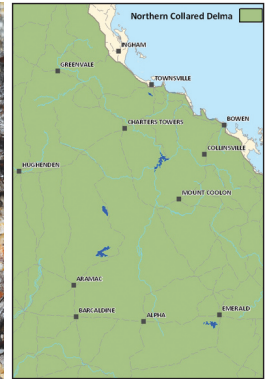 Northern Collared Delma
INGHAM
GREENVALE
TOWNSVILLE
BOWEN
CHARTERS TOWERS
COLLINSVILLE
HUGHENDEN
MOUNT COOLON
ARAMAC
BARCALDINE
ALPHA
EMERALD